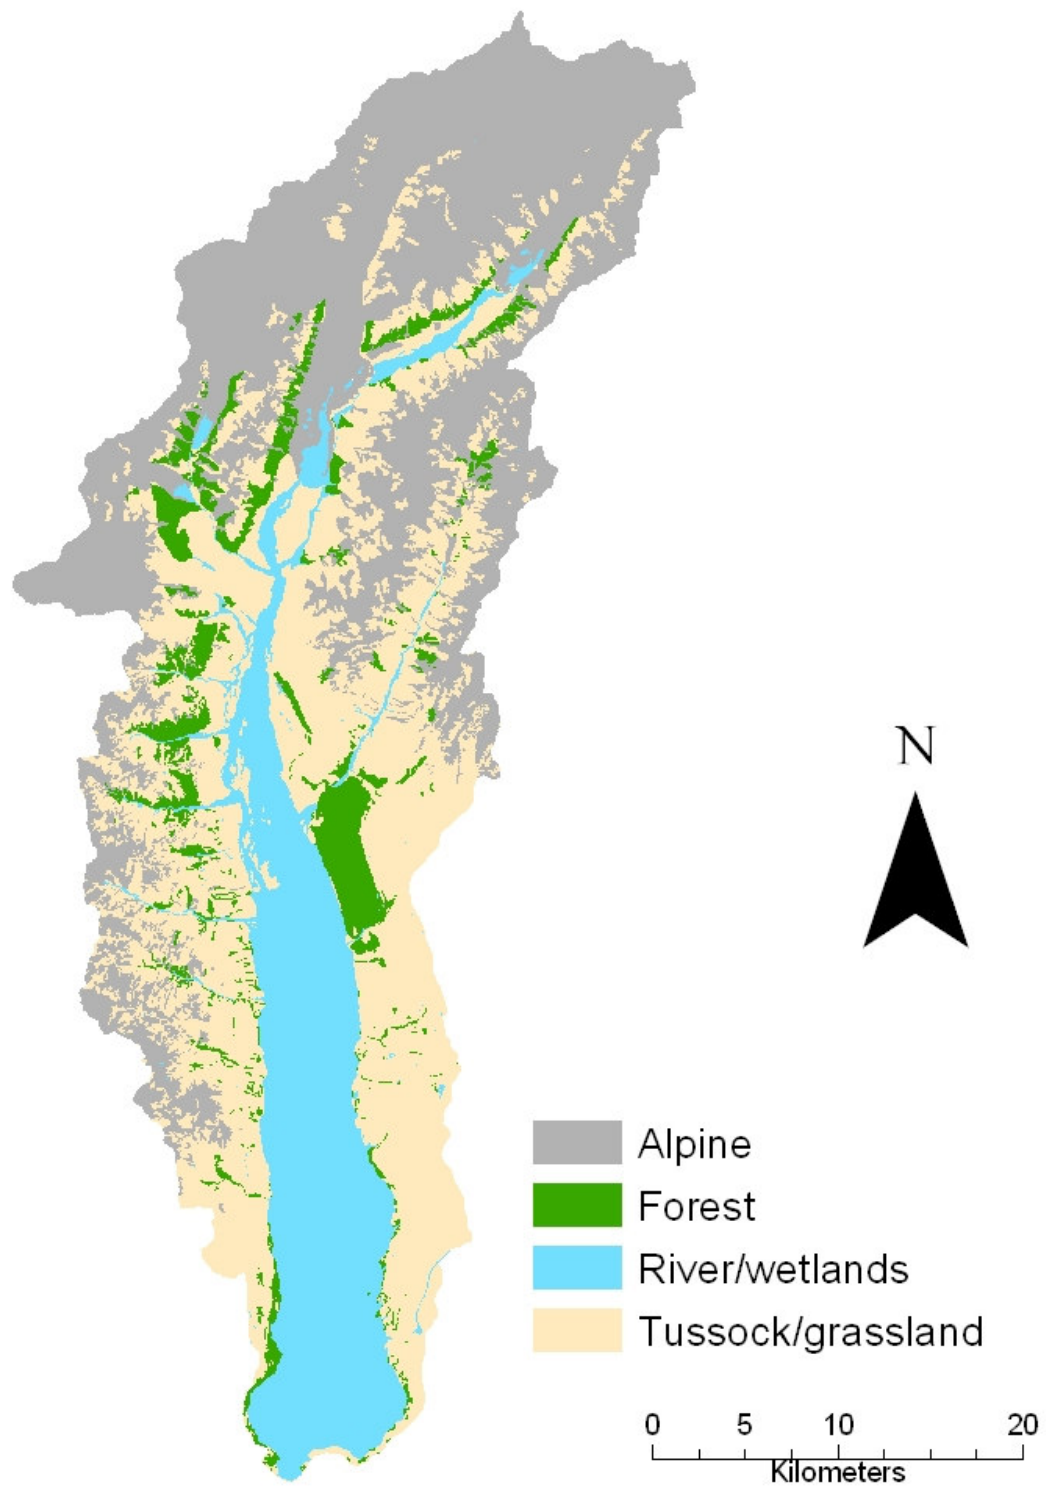 N
Alpine
Forest
River/wetlands
Tussock/grassland
0 5 10 20
Kilometers